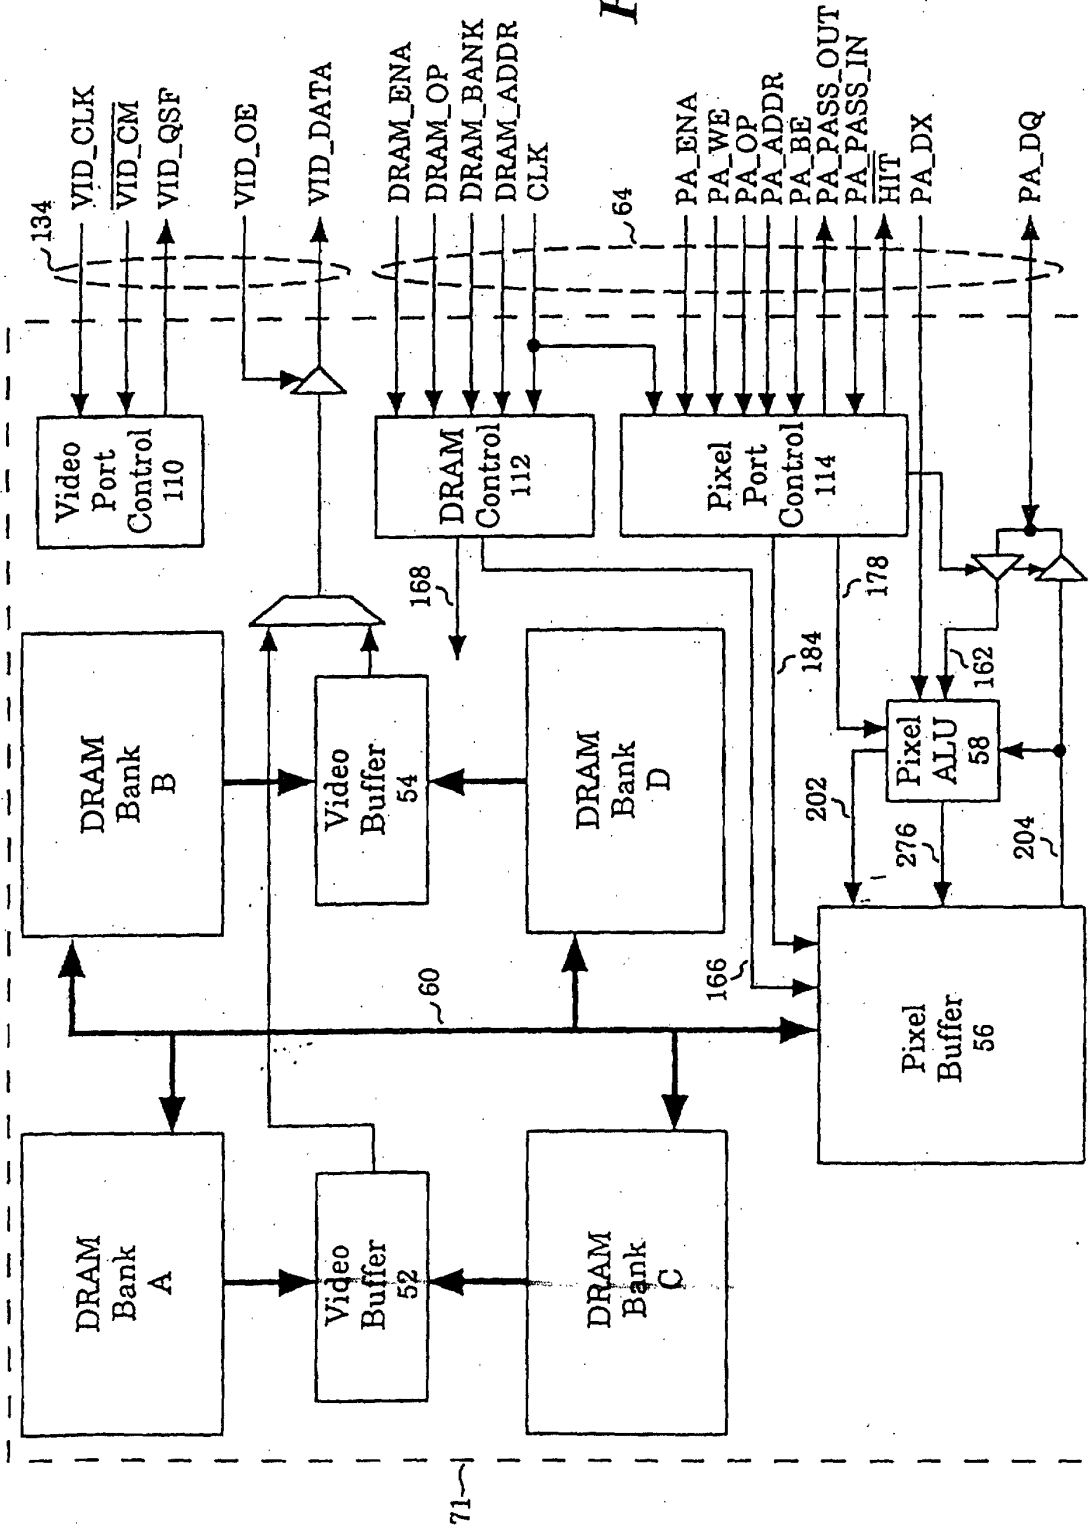 71
DRAM
Bank
A
Video
Buffer
52
DRAM
Bank
C
60
DRAM
Bank
B
Video
Buffer
54
DRAM
Bank
D
Pixel
Buffer
56
166
168
184
178
202
276
204
162
Pixel
ALU
58
Video
Port
Control
110
DRAM
Control
112
Pixel
Port
Control
114
134
64
VID_CLK
VID_CM
VID_QSF
VID_OE
VID_DATA
DRAM_ENA
DRAM_OP
DRAM_BANK
DRAM_ADDR
CLK
PA_ENA
PA_WE
PA_OP
PA_ADDR
PA_BE
PA_PASS_OUT
PA_PASS_IN
HIT
PA_DX
PA_DQ